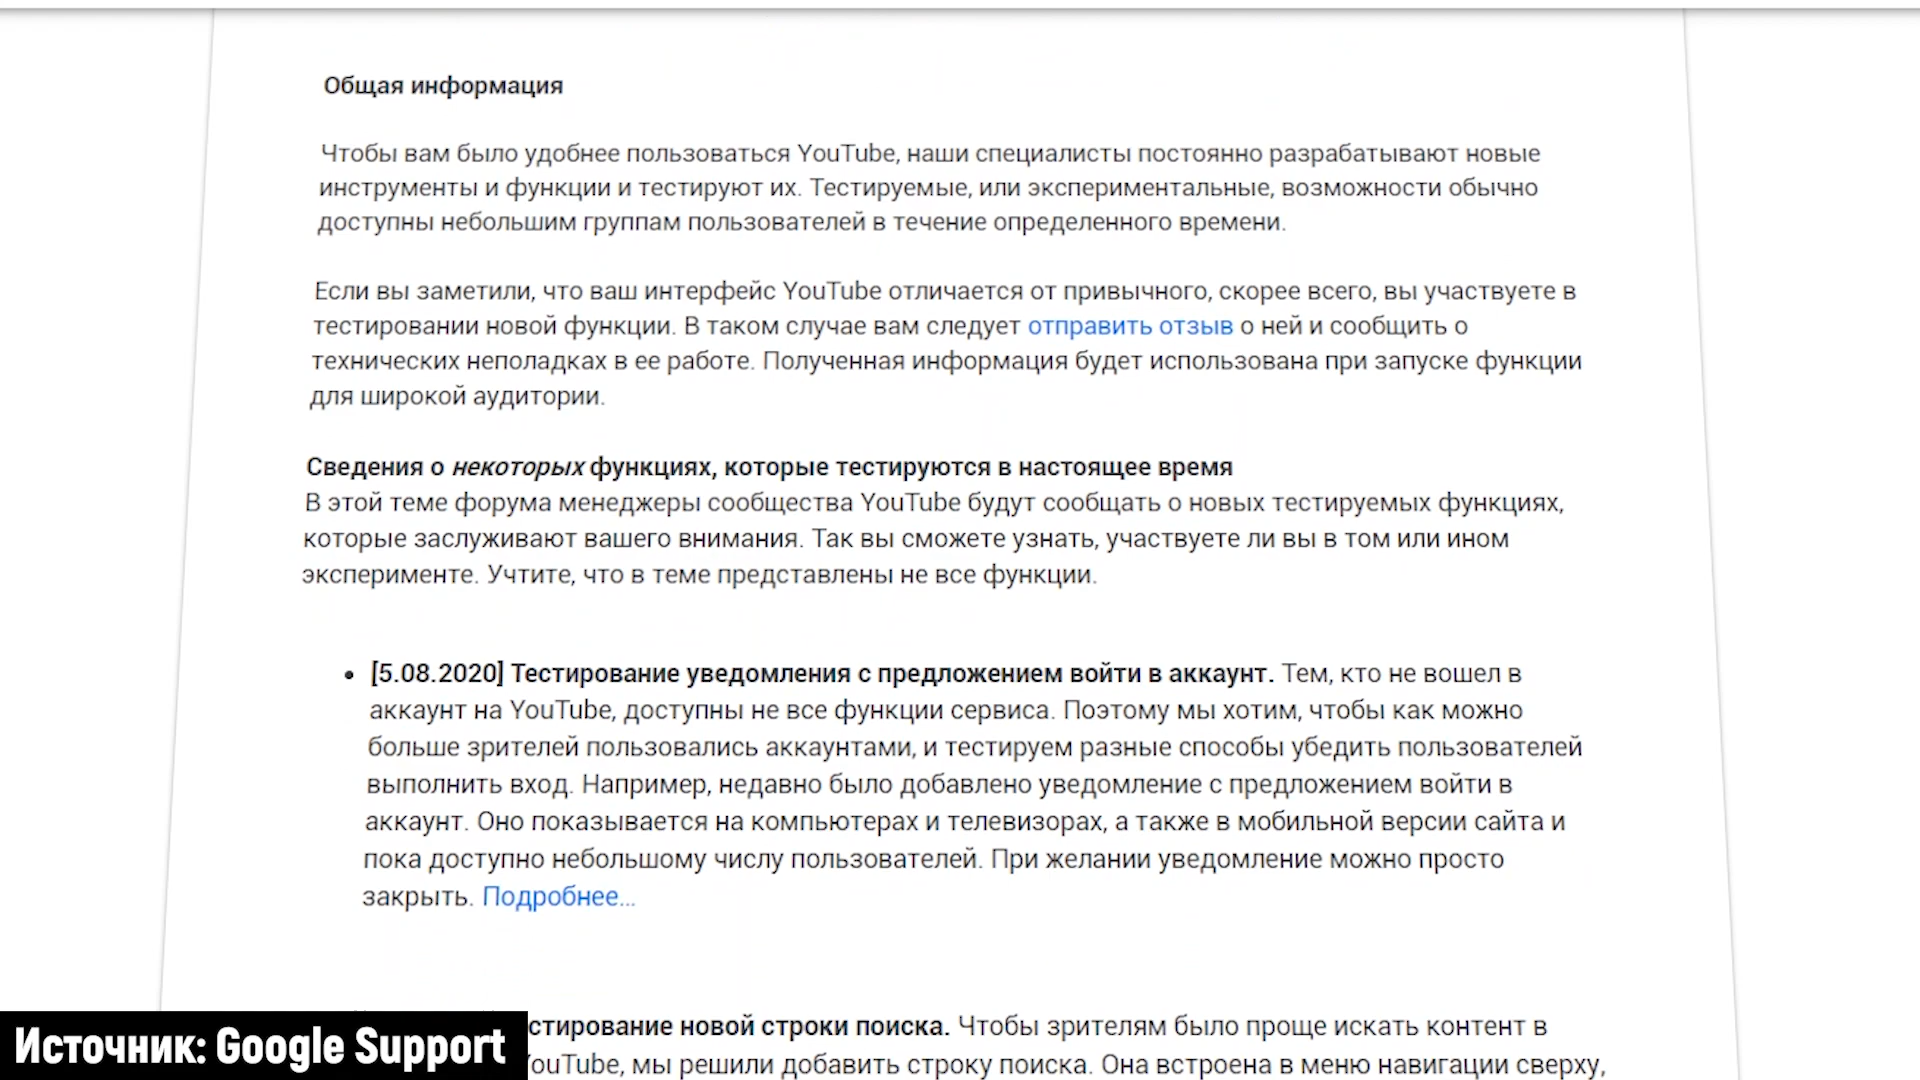 Общая информация
Чтобы вам было удобнее пользоваться YouTube, наши специалисты постоянно разрабатывают новые
инструменты и функции и тестируют их. Тестируемые, или экспериментальные, возможности обычно
доступны небольшим группам пользователей в течение определенного времени.
Если вы заметили, что ваш интерфейс YouTube отличается от привычного, скорее всего, вы участвуете в
тестировании новой функции. В таком случае вам следует отправить отзыв о ней и сообщить о
технических неполадках в ее работе. Полученная информация будет использована при запуске функции
для широкой аудитории.
Сведения о некоторых функциях, которые тестируются в настоящее время
В этой теме форума менеджеры сообщества YouTube будут сообщать о новых тестируемых функциях,
которые заслуживают вашего внимания. Так вы сможете узнать, участвуете ли вы в том или ином
эксперименте. Учтите, что в теме представлены не все функции.
• [5.08.2020] Тестирование уведомления с предложением войти в аккаунт. Тем, кто не вошел в
аккаунт на YouTube, доступны не все функции сервиса. Поэтому мы хотим, чтобы как можно
больше зрителей пользовались аккаунтами, и тестируем разные способы убедить пользователей
выполнить вход. Например, недавно было добавлено уведомление с предложением войти в
аккаунт. Оно показывается на компьютерах и телевизорах, а также в мобильной версии сайта и
пока доступно небольшому числу пользователей. При желании уведомление можно просто
закрыть. Подробнее...
стирование новой строки поиска. Чтобы зрителям было проще искать контент в
YouTube, мы решили добавить строку поиска. Она встроена в меню навигации сверху,
Источник: Google Support